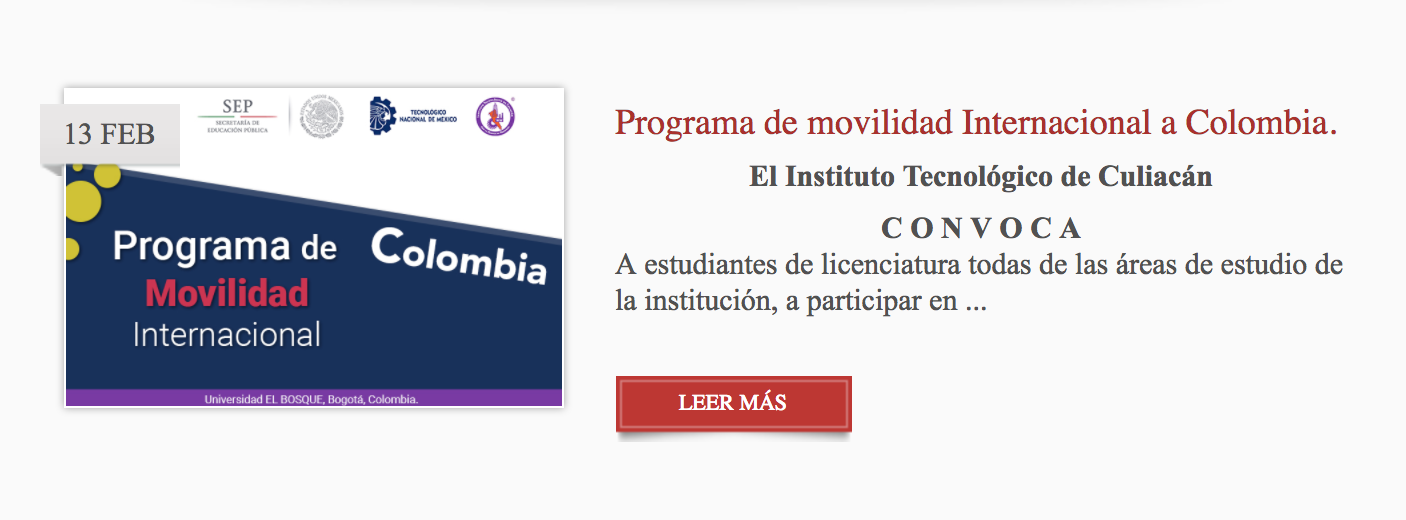 13 FEB
SEP
SECRETARÍA DE
EDUCACIÓN PÚBLICA
TECNOLÓGICO
NACIONAL DE MÉXICO
Programa de
Movilidad
Internacional
Colombia
Universidad EL BOSQUE, Bogotá, Colombia.
Programa de movilidad Internacional a Colombia.
El Instituto Tecnológico de Culiacán
C O N V O C A
A estudiantes de licenciatura todas de las áreas de estudio de
la institución, a participar en ...
LEER MÁS